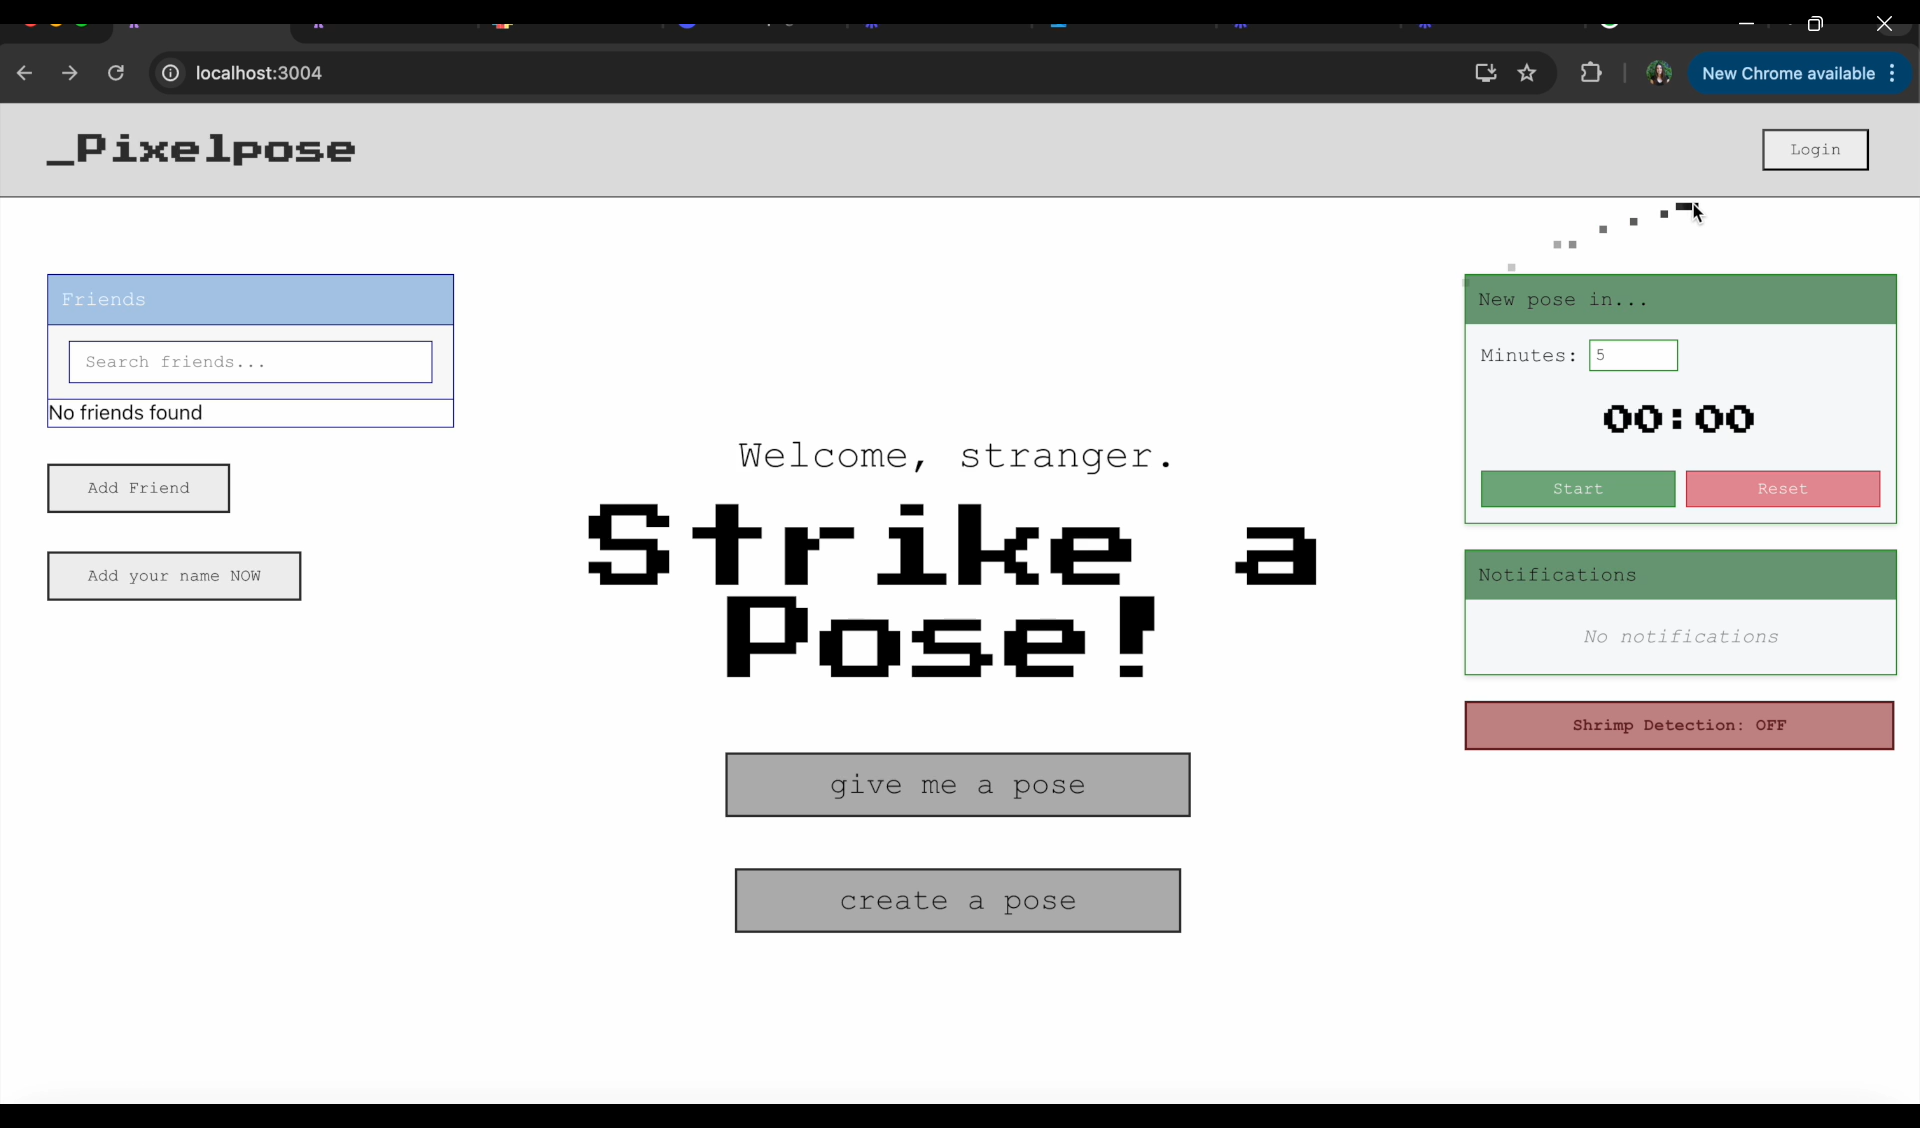 localhost:3004
New Chrome available
_Pixelpose
Login
Friends
Search friends...
No friends found
Add Friend
Add your name NOW
Welcome, stranger.
Strike a
Pose!
give me a pose
create a pose
New pose in...
Minutes: 5
00:00
Start
Reset
Notifications
No notifications
Shrimp Detection: OFF